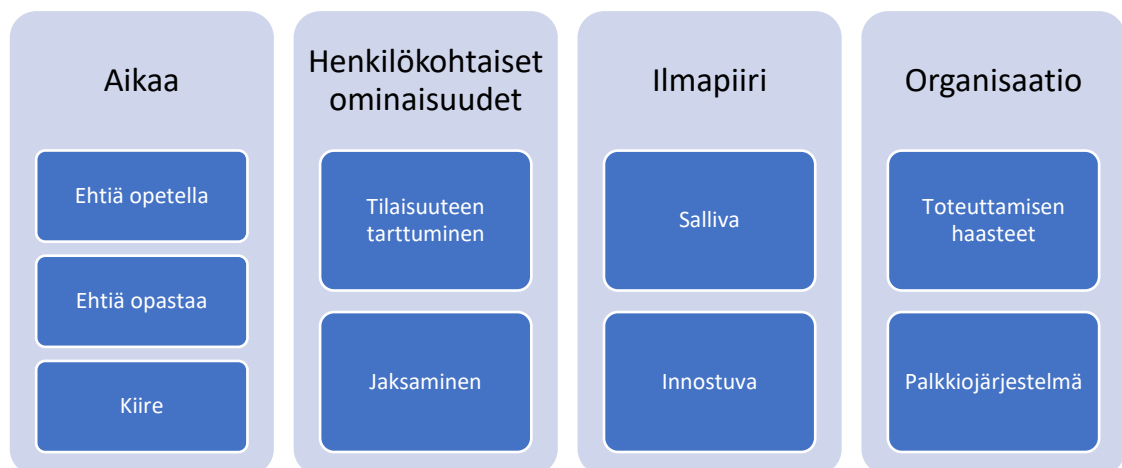 Aikaa
Ehtiä opetella
Ehtiä opastaa
Kiire
Henkilökohtaiset
ominaisuudet
Tilaisuuteen
tarttuminen
Jaksaminen
Ilmapiiri
Salliva
Innostuva
Organisaatio
Toteuttamisen
haasteet
Palkkiojärjestelmä